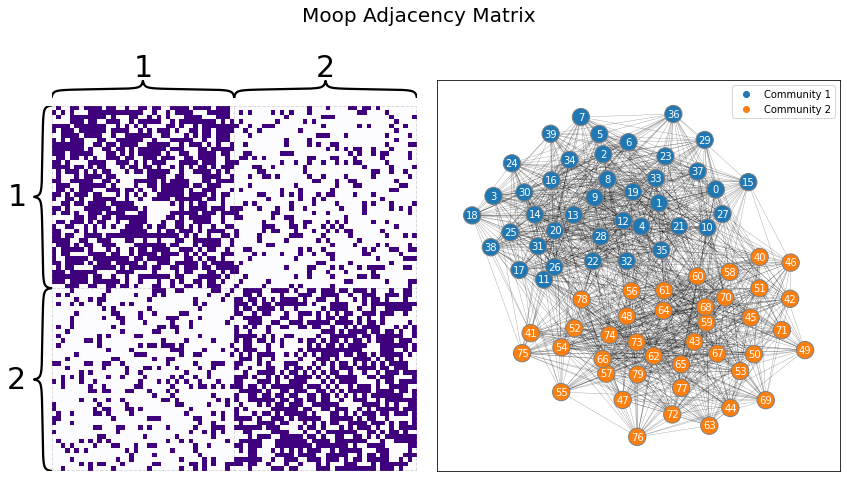 Moop Adjacency Matrix
1 2
1
2
Community 1
Community 2
7 36
39 5 6 29
24 34 2 23
16 8 33 37 15
3 30 9 19 1 0
18 14 13 12 4 21 10 27
25 20 28
38 31 35
17 26 22 32
11
40 46
60 58
78 56 61 70 51 42
48 64 68 59 45
41 52 74 71
75 54 73 43 49
66 62 67 50
57 79 65 53
55 47 77 69
72 44
76 63